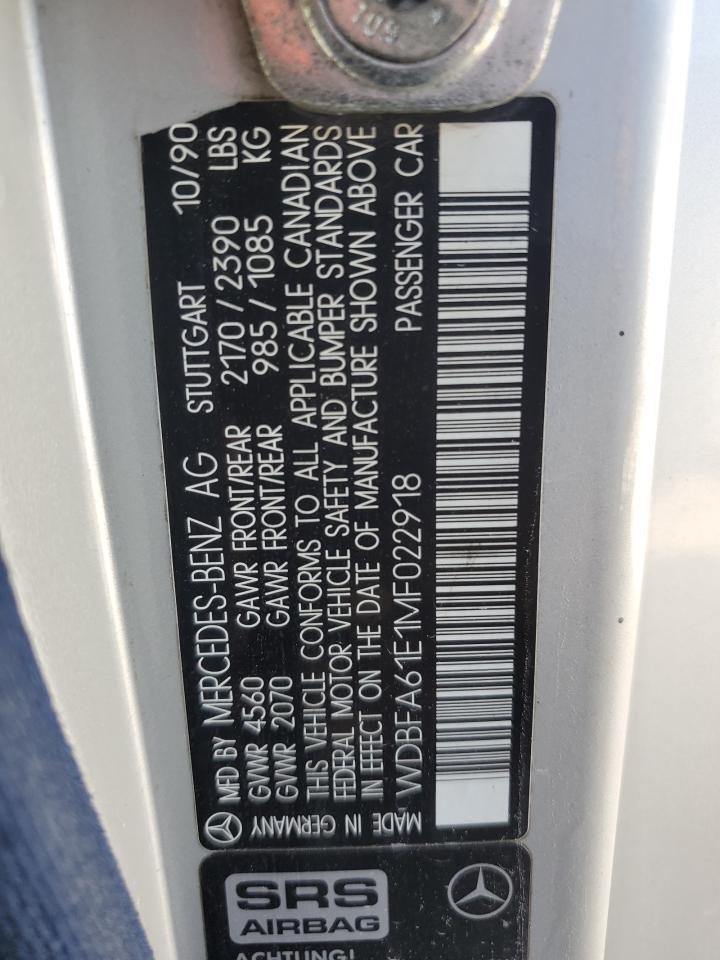 109
MFD BY MERCEDES-BENZ AG STUTTGART 10/90
GVWR 4560 GAWR FRONT/REAR 2170 / 2390 LBS
GVWR 2070 GAWR FRONT/REAR 985 / 1085 KG
THIS VEHICLE CONFORMS TO ALL APPLICABLE CANADIAN
FEDERAL MOTOR VEHICLE SAFETY AND BUMPER STANDARDS
IN EFFECT ON THE DATE OF MANUFACTURE SHOWN ABOVE
MADE IN GERMANY
WDBFA61E1MF022918 PASSENGER CAR
SRS
AIRBAG
ACHTUNG!